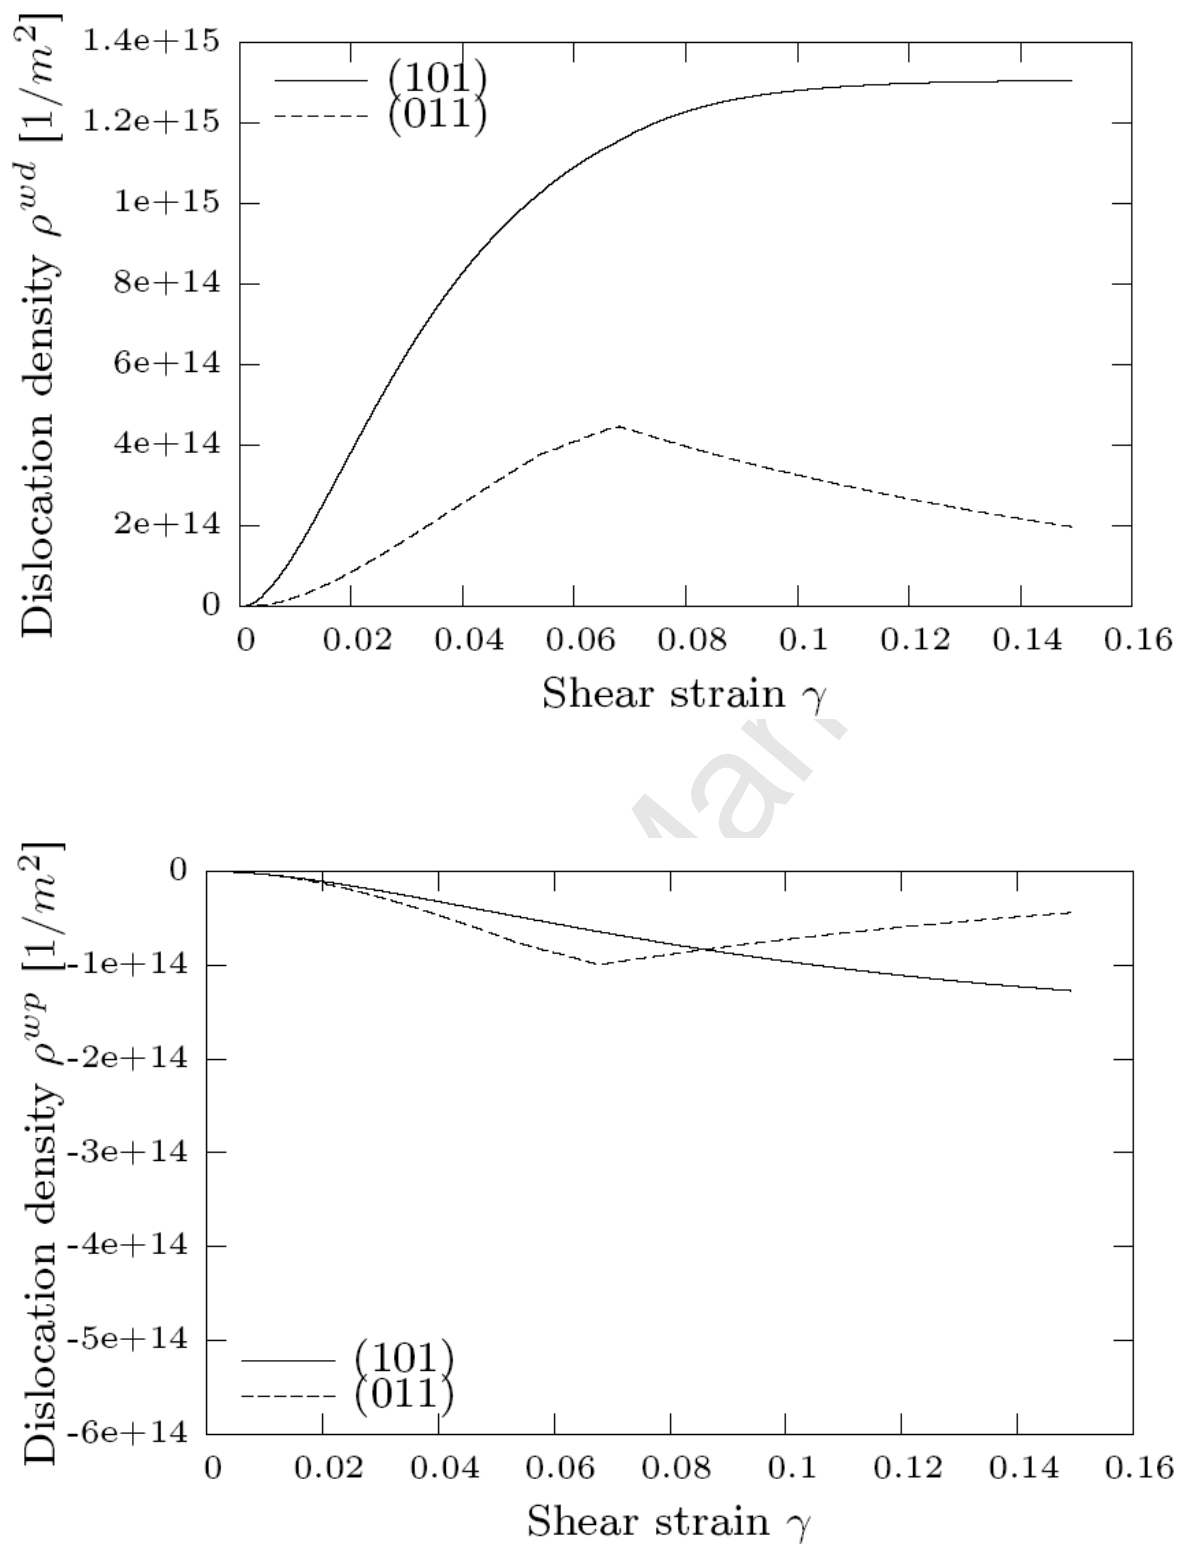 Dislocation density ρ^{wd} [1/m^2]
1.4e+15
1.2e+15
1e+15
8e+14
6e+14
4e+14
2e+14
0
(101)
(011)
0 0.02 0.04 0.06 0.08 0.1 0.12 0.14 0.16
Shear strain γ
Man
Dislocation density ρ^{wp} [1/m^2]
0
-1e+14
-2e+14
-3e+14
-4e+14
-5e+14
-6e+14
(101)
(011)
0 0.02 0.04 0.06 0.08 0.1 0.12 0.14 0.16
Shear strain γ